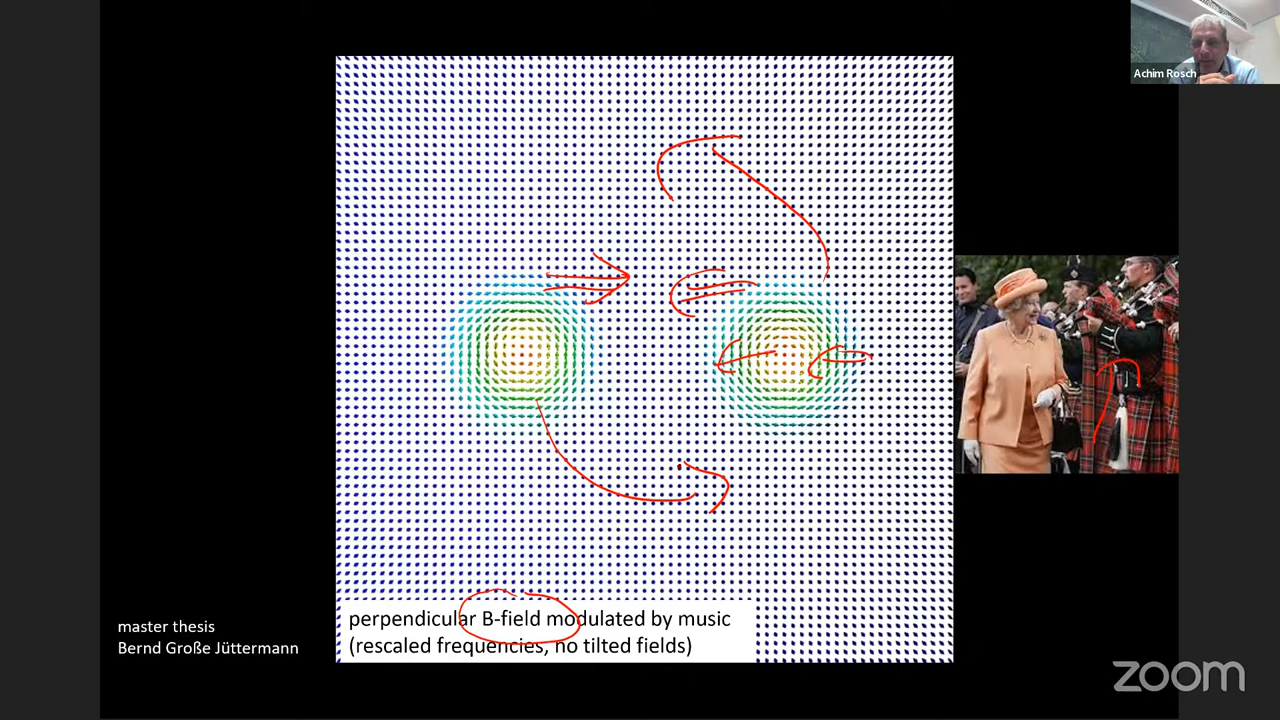 Achim Rosch
perpendicular B-field modulated by music
(rescaled frequencies, no tilted fields)
master thesis
Bernd Große Jüttermann
zoom